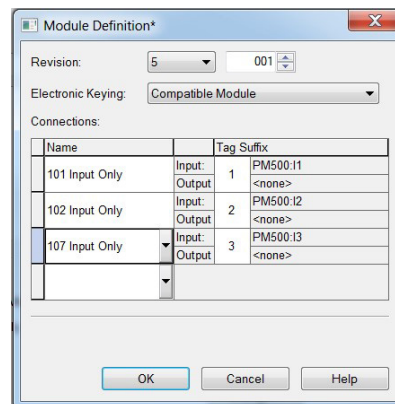 Module Definition*
Revision: 5 001
Electronic Keying: Compatible Module
Connections:
Name Tag Suffix
101 Input Only Input: 1 PM500:I1
Output <none>
102 Input Only Input: 2 PM500:I2
Output <none>
107 Input Only Input: 3 PM500:I3
Output <none>
OK Cancel Help